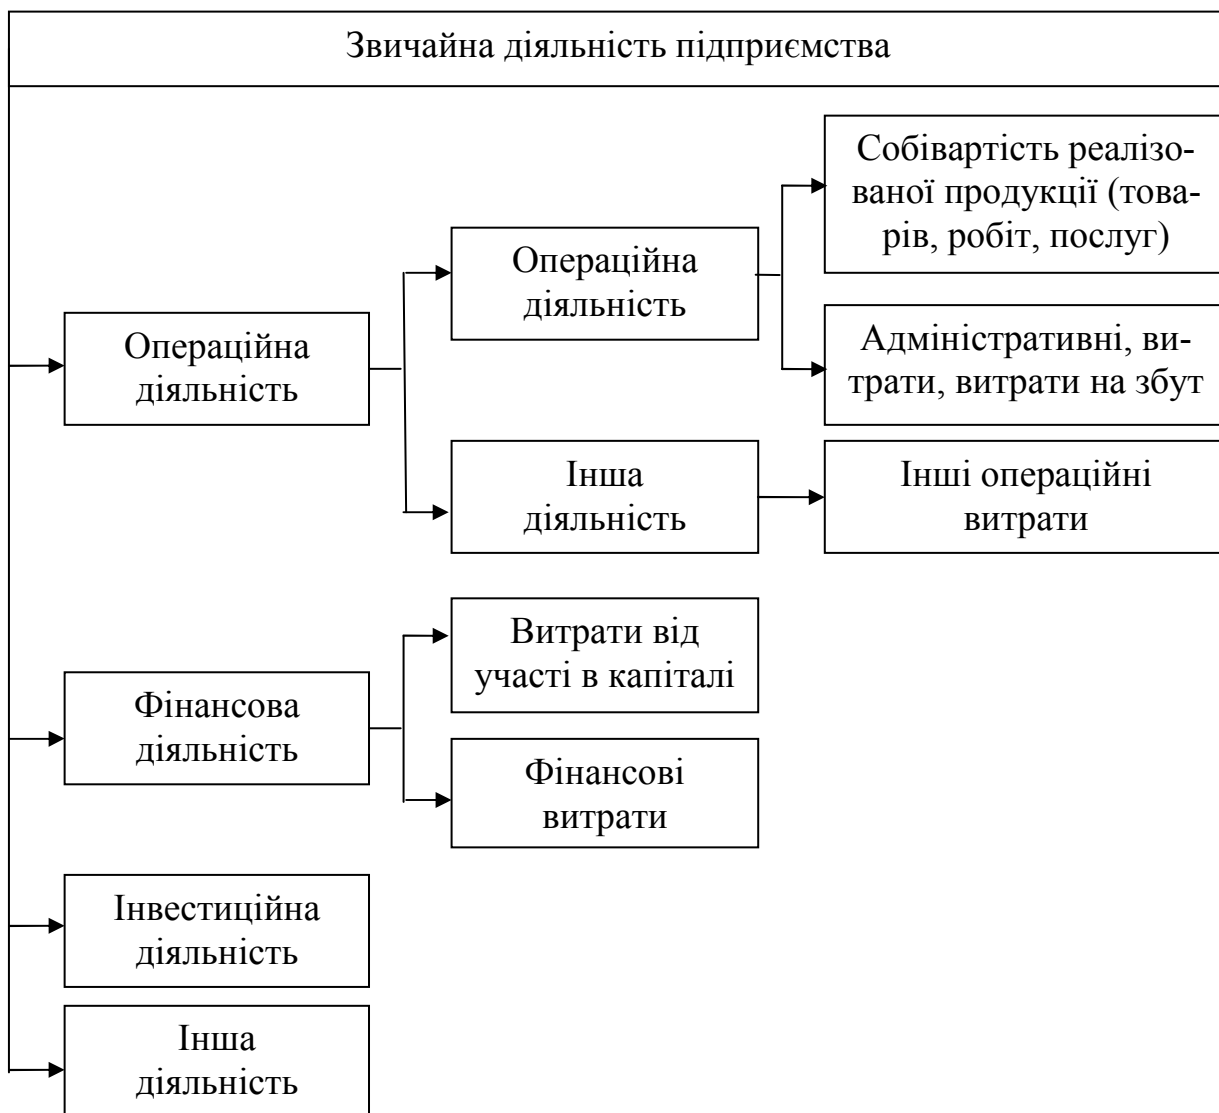 Звичайна діяльність підприємства
Собівартість реалізо-
ваної продукції (това-
рів, робіт, послуг)
Операційна
діяльність
Адміністративні, ви-
трати, витрати на збут
Операційна
діяльність
Інша
діяльність
Інші операційні
витрати
Витрати від
участі в капіталі
Фінансова
діяльність
Фінансові
витрати
Інвестиційна
діяльність
Інша
діяльність